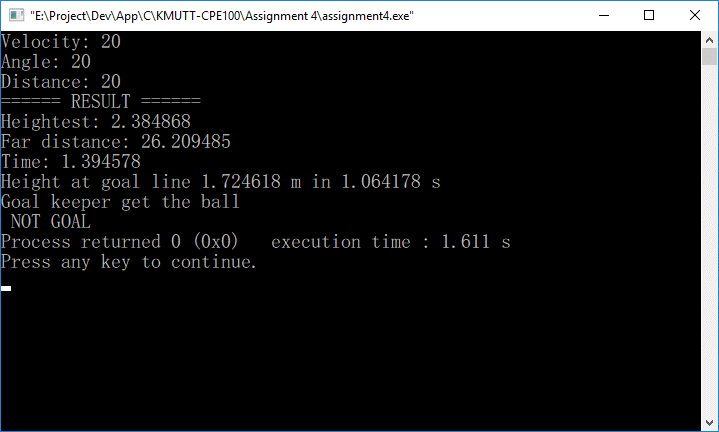 "E:\Project\Dev\App\C\KMUTT-CPE100\Assignment 4\assignment4.exe"
Velocity: 20
Angle: 20
Distance: 20
====== RESULT ======
Heightest: 2.384868
Far distance: 26.209485
Time: 1.394578
Height at goal line 1.724618 m in 1.064178 s
Goal keeper get the ball
 NOT GOAL
Process returned 0 (0x0)   execution time : 1.611 s
Press any key to continue.